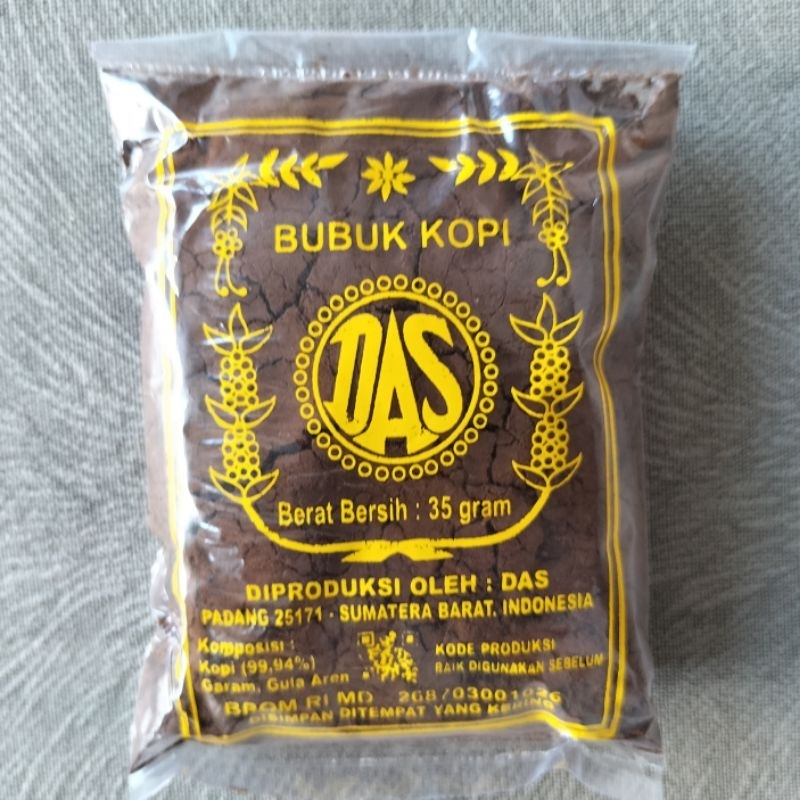 BUBUK KOPI
DAS
Berat Bersih : 35 gram
DIPRODUKSI OLEH : DAS
PADANG 25171 - SUMATERA BARAT. INDONESIA
Komposisi :
Kopi (99,94%)
Garam, Gula Aren
KODE PRODUKSI
BAIK DIGUNAKAN SEBELUM
BPOM RI MD
DISIMPAN DITEMPAT YANG KERING